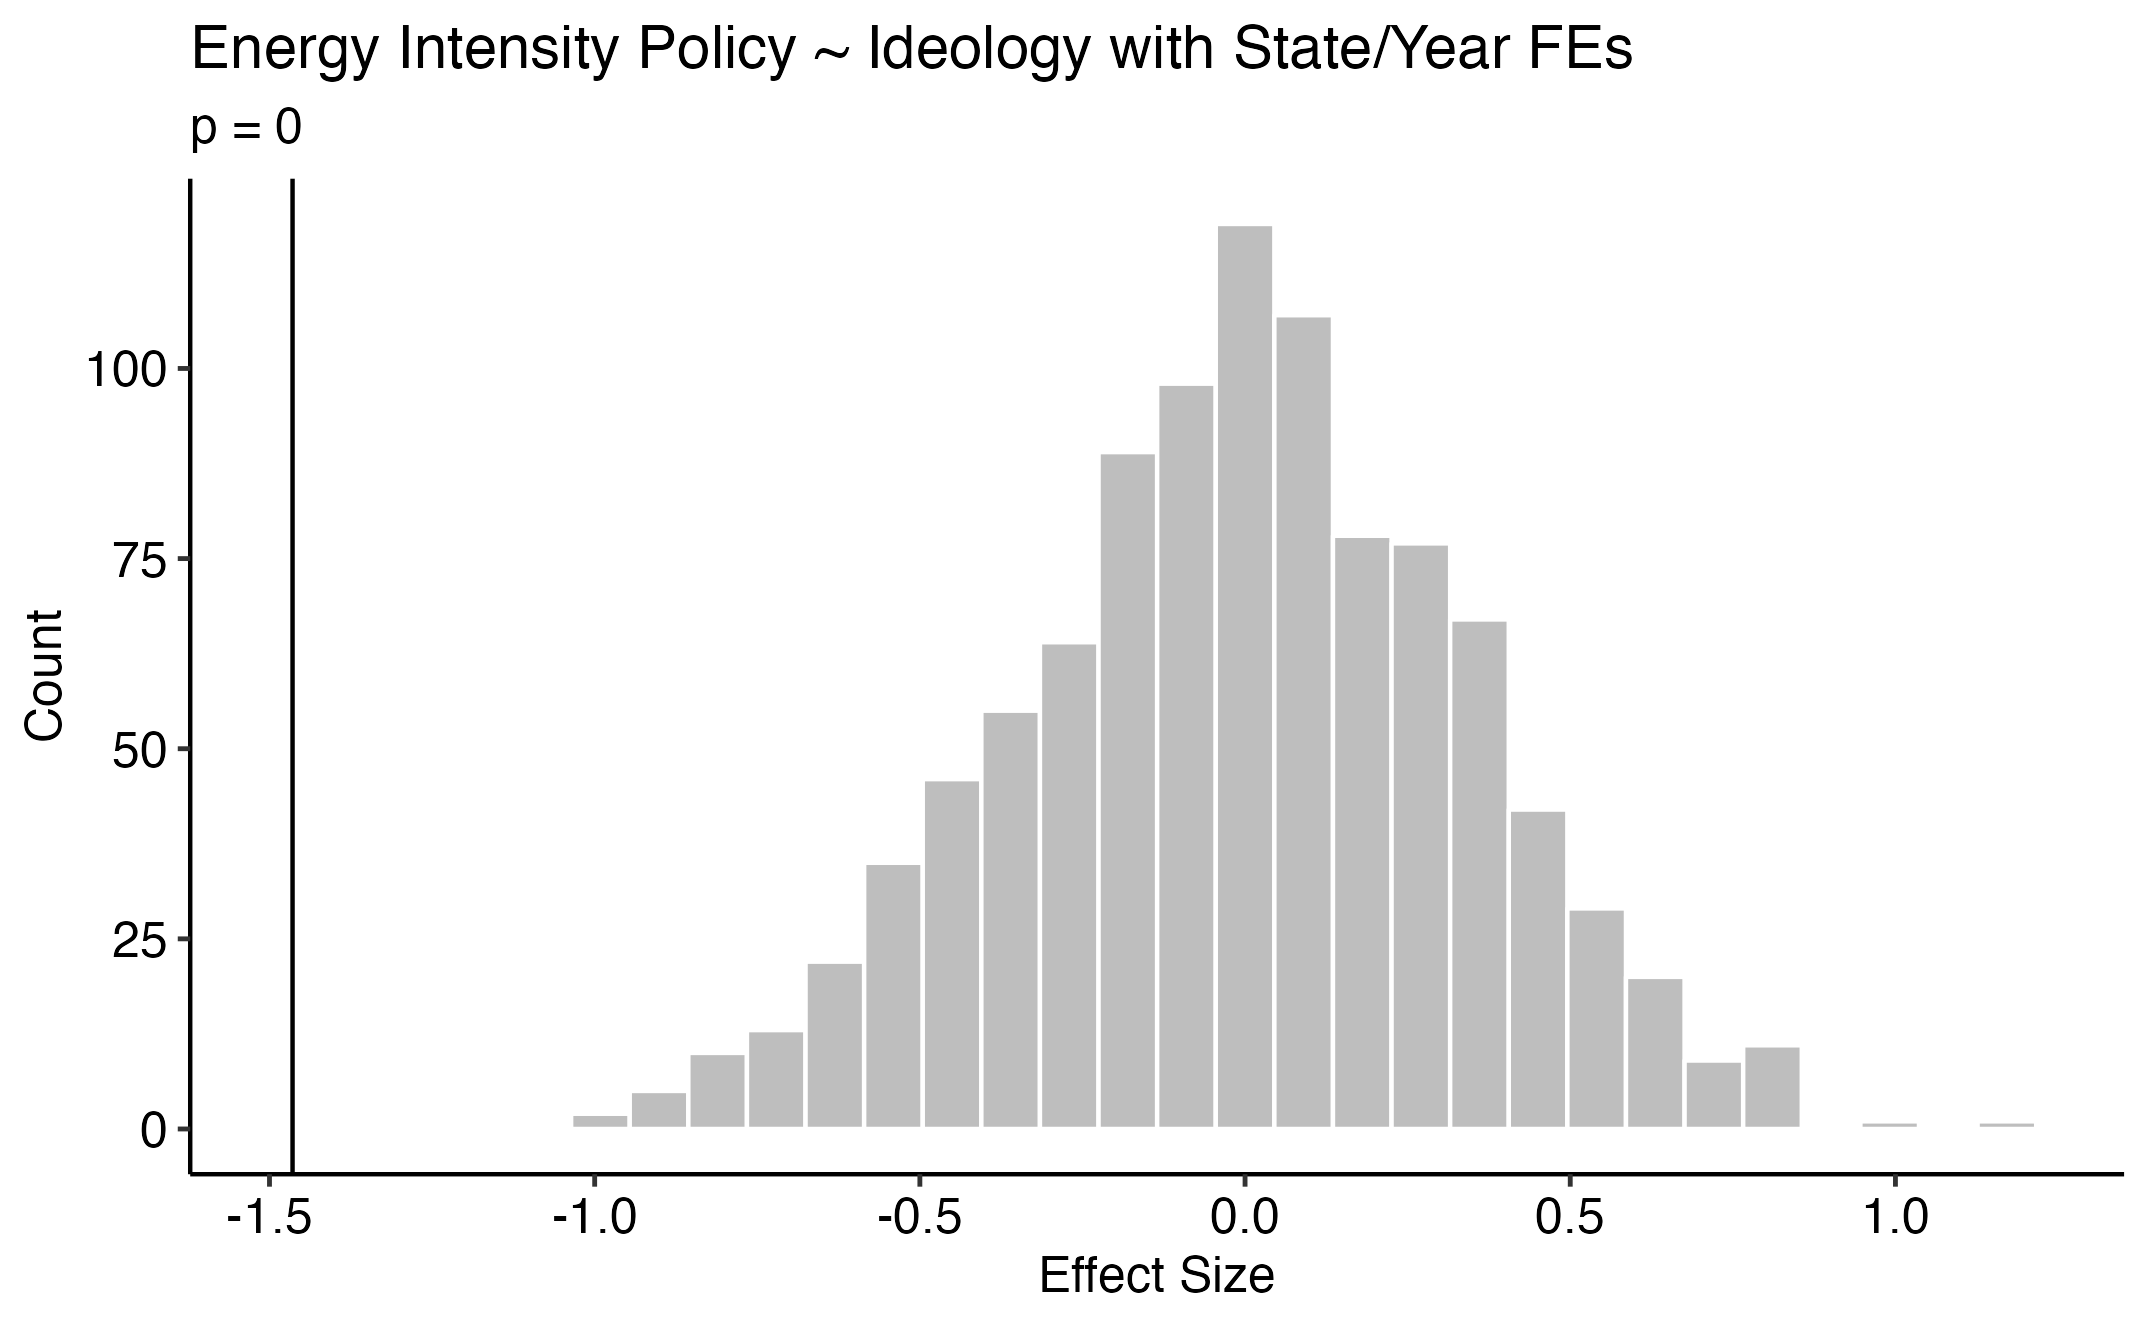 Energy Intensity Policy ~ Ideology with State/Year FEs
p = 0
Count
100
75
50
25
0
-1.5 -1.0 -0.5 0.0 0.5 1.0
Effect Size